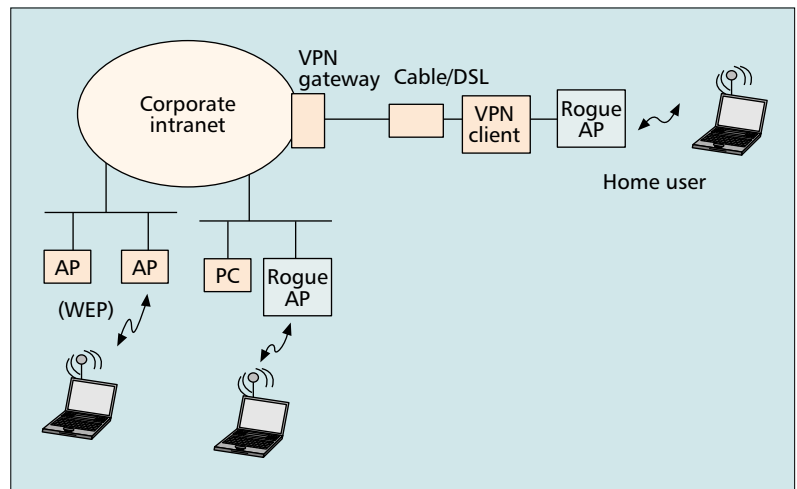 VPN
gateway
Cable/DSL
Corporate
intranet
VPN
client
Rogue
AP
Home user
AP
AP
PC
Rogue
AP
(WEP)